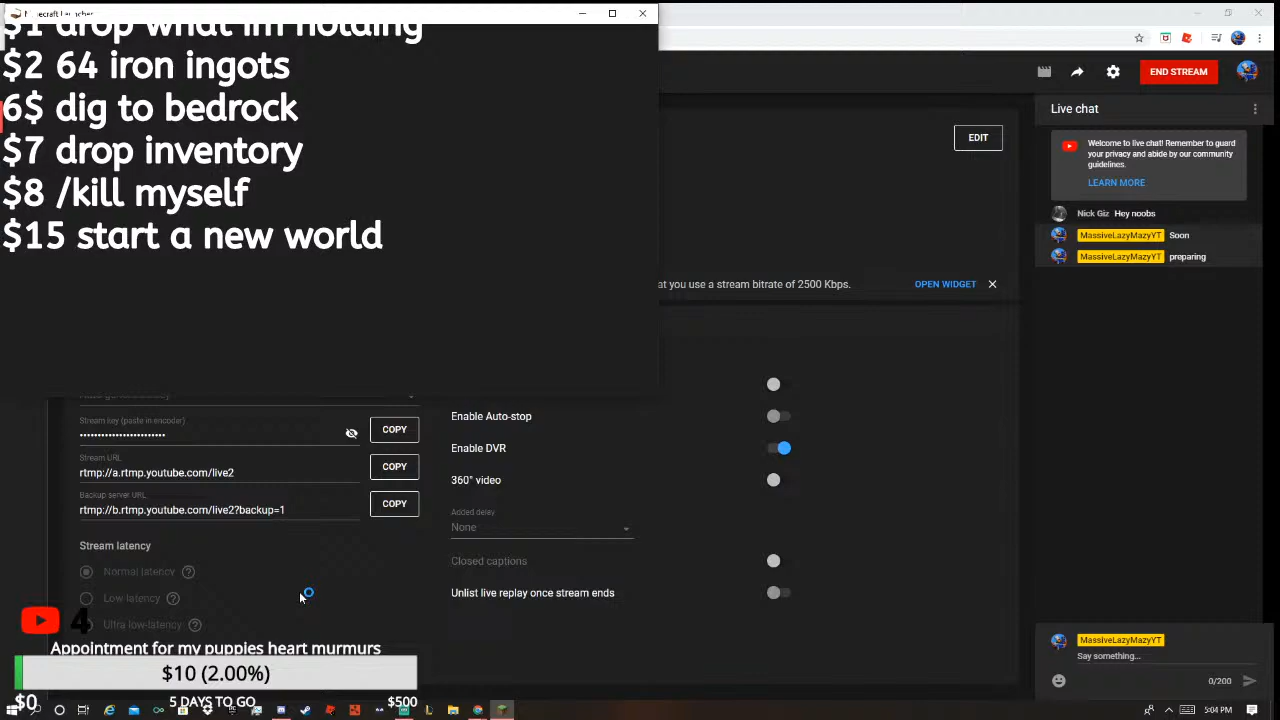 Minecraft Launcher
$1 drop what im holding
$2 64 iron ingots
6$ dig to bedrock
$7 drop inventory
$8 /kill myself
$15 start a new world
END STREAM
EDIT
at you use a stream bitrate of 2500 Kbps.
OPEN WIDGET
Live chat
Welcome to live chat! Remember to guard
your privacy and abide by our community
guidelines.
LEARN MORE
Nick Giz Hey noobs
MassiveLazyMazyYT Soon
MassiveLazyMazyYT preparing
Stream key (paste in encoder)
COPY
Stream URL
rtmp://a.rtmp.youtube.com/live2
COPY
Backup server URL
rtmp://b.rtmp.youtube.com/live2?backup=1
COPY
Stream latency
Normal latency
Low latency
Ultra low-latency
Enable Auto-stop
Enable DVR
360° video
Added delay
None
Closed captions
Unlist live replay once stream ends
4
Appointment for my puppies heart murmurs
$10 (2.00%)
$0
5 DAYS TO GO
$500
MassiveLazyMazyYT
Say something...
0/200
5:04 PM